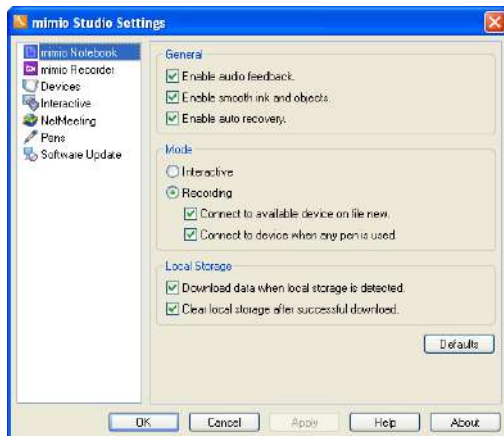 mimio Studio Settings
mimio Notebook
mimio Recorder
Devices
Interactive
NetMeeting
Pens
Software Update
General
Enable audio feedback.
Enable smooth ink and objects.
Enable auto recovery.
Mode
Interactive
Recording
Connect to available device on file new.
Connect to device when any pen is used.
Local Storage
Download data when local storage is detected.
Clear local storage after successful download.
Defaults
OK Cancel Apply Help About